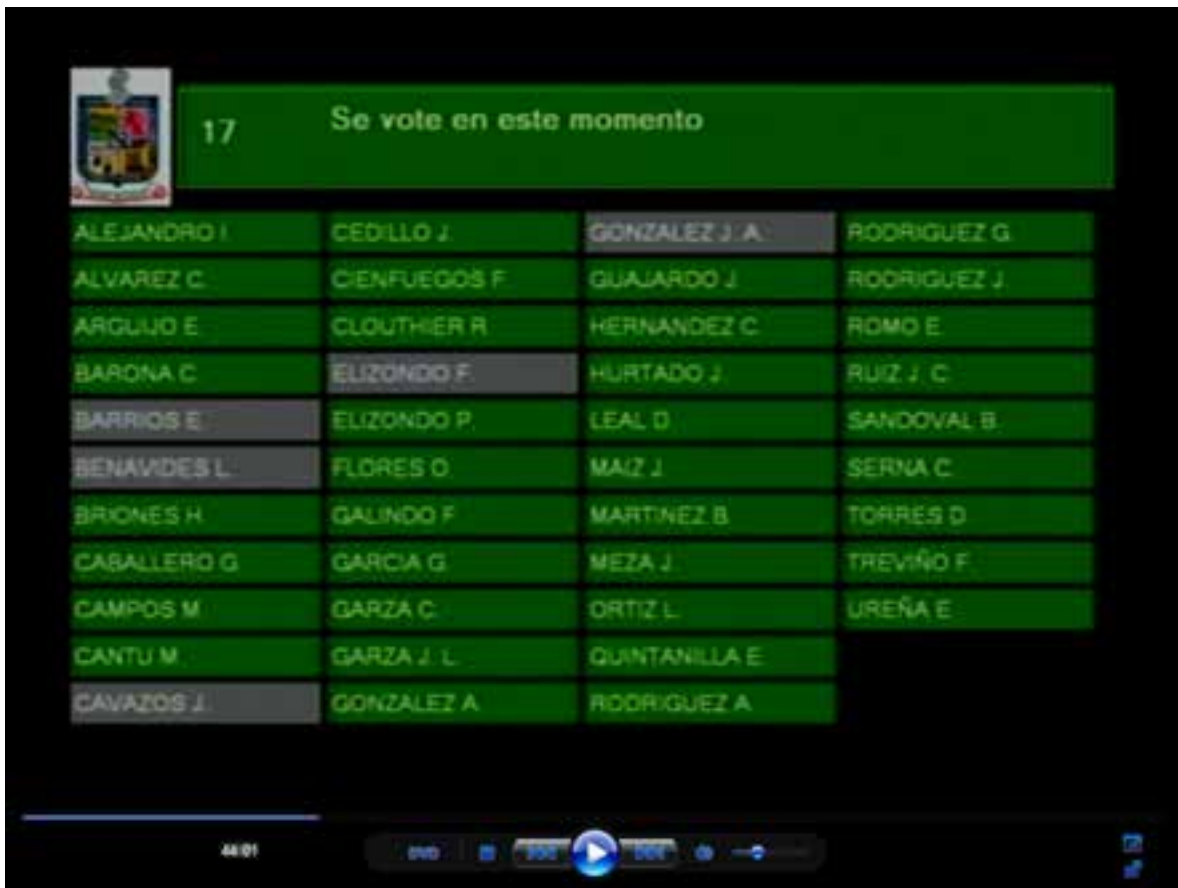 17 Se vote en este momento
ALEJANDRO I. CEDILLO J. GONZALEZ J. A. RODRIGUEZ G.
ALVAREZ C. CIENFUEGOS F. GUAJARDO J. RODRIGUEZ J.
ARGUIJO E. CLOUTHIER R. HERNANDEZ C. ROMO E.
BARONA C. ELIZONDO F. HURTADO J. RUIZ J. C.
BARRIOS E. ELIZONDO P. LEAL D. SANDOVAL B.
BENAVIDES L. FLORES O. MAIZ J. SERNA C.
BRIONES H. GALINDO F. MARTINEZ B. TORRES D.
CABALLERO G. GARCIA G. MEZA J. TREVIÑO F.
CAMPOS M. GARZA C. ORTIZ L. UREÑA E.
CANTU M. GARZA J. L. QUINTANILLA E.
CAVAZOS J. GONZALEZ A. RODRIGUEZ A.
44:01 DVD